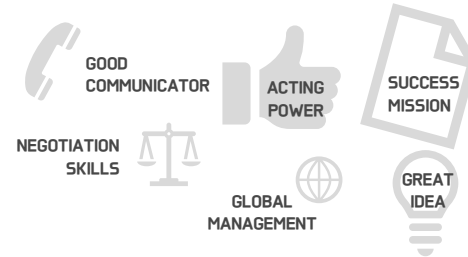 GOOD
COMMUNICATOR
ACTING
POWER
SUCCESS
MISSION
NEGOTIATION
SKILLS
GLOBAL
MANAGEMENT
GREAT
IDEA